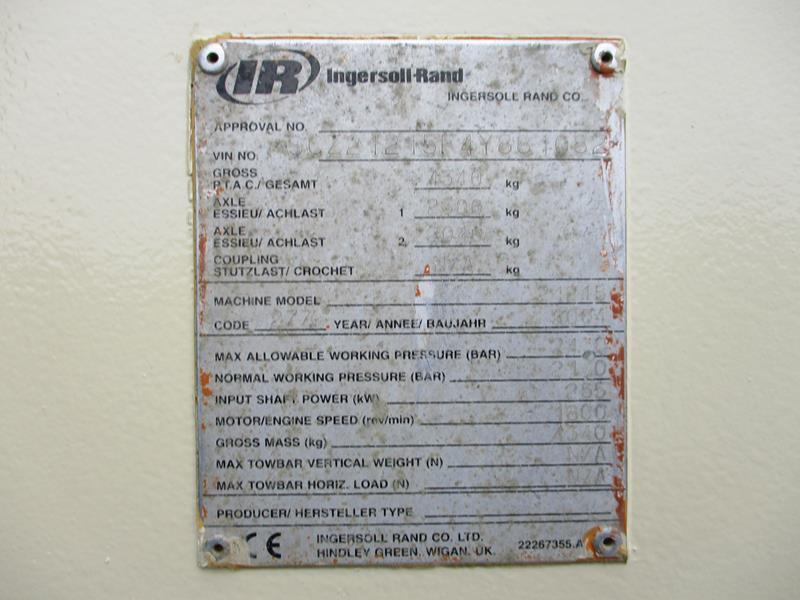 IR Ingersoll-Rand
INGERSOLL RAND CO.
APPROVAL NO.
VIN NO.
GROSS
P.T.A.C./ GESAMT 4540 kg
AXLE
ESSIEU/ ACHLAST 1 kg
AXLE
ESSIEU/ ACHLAST 2 kg
COUPLING
STUTZLAST/ CROCHET kg
MACHINE MODEL
CODE YEAR/ ANNEE/ BAUJAHR
MAX ALLOWABLE WORKING PRESSURE (BAR)
NORMAL WORKING PRESSURE (BAR)
INPUT SHAFT POWER (kW) 265
MOTOR/ENGINE SPEED (rev/min) 1800
GROSS MASS (kg) 4540
MAX TOWBAR VERTICAL WEIGHT (N) N/A
MAX TOWBAR HORIZ. LOAD (N) N/A
PRODUCER/ HERSTELLER TYPE
CE INGERSOLL RAND CO. LTD.
HINDLEY GREEN, WIGAN, UK. 22267355.A